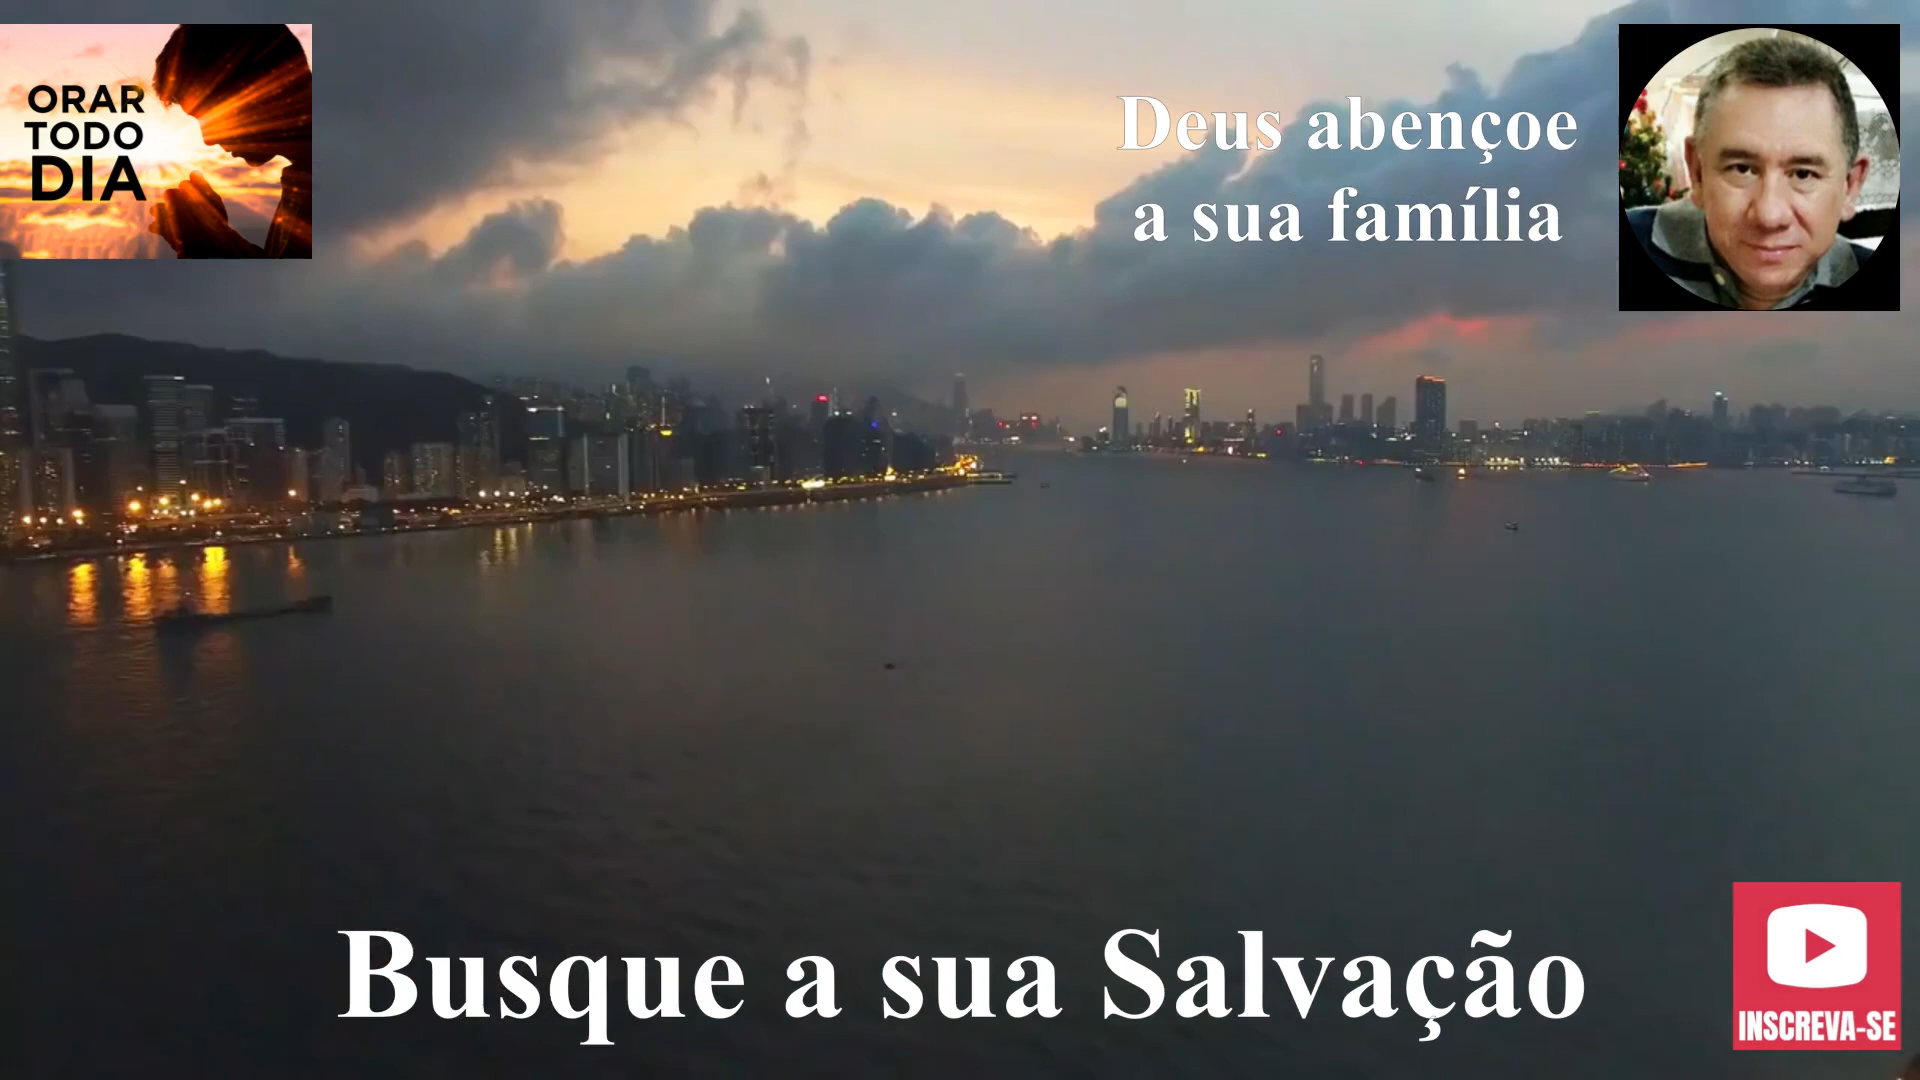 ORAR
TODO
DIA
Deus abençoe
a sua família
Busque a sua Salvação
INSCREVA-SE